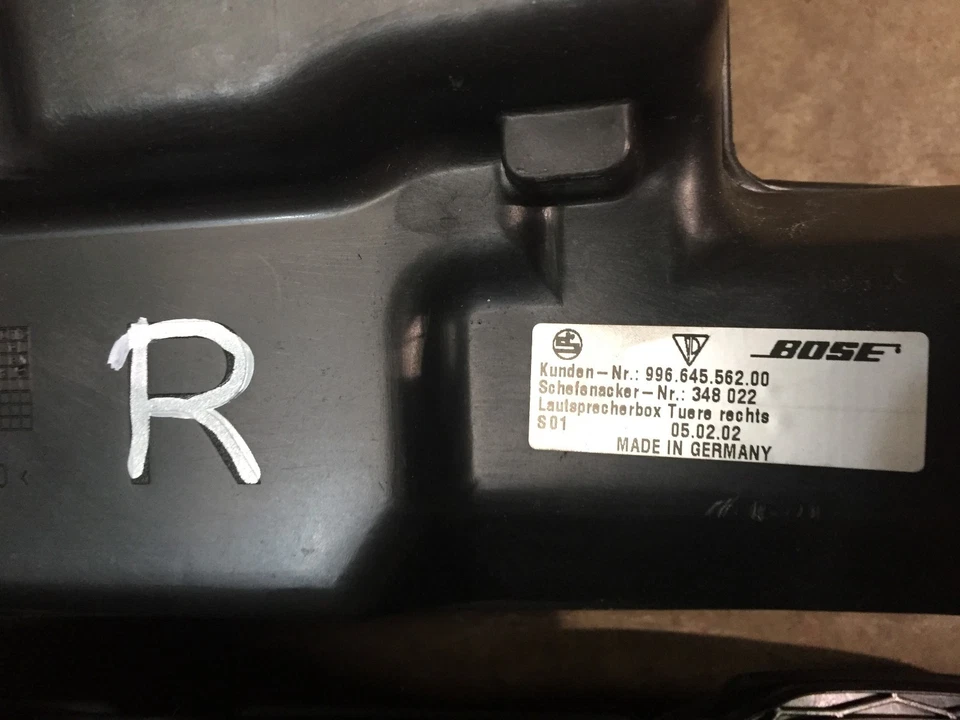 R
BOSE
Kunden-Nr.: 996.645.562.00
Schefenacker-Nr.: 348 022
Lautsprecherbox Tuere rechts
S01 05.02.02
MADE IN GERMANY